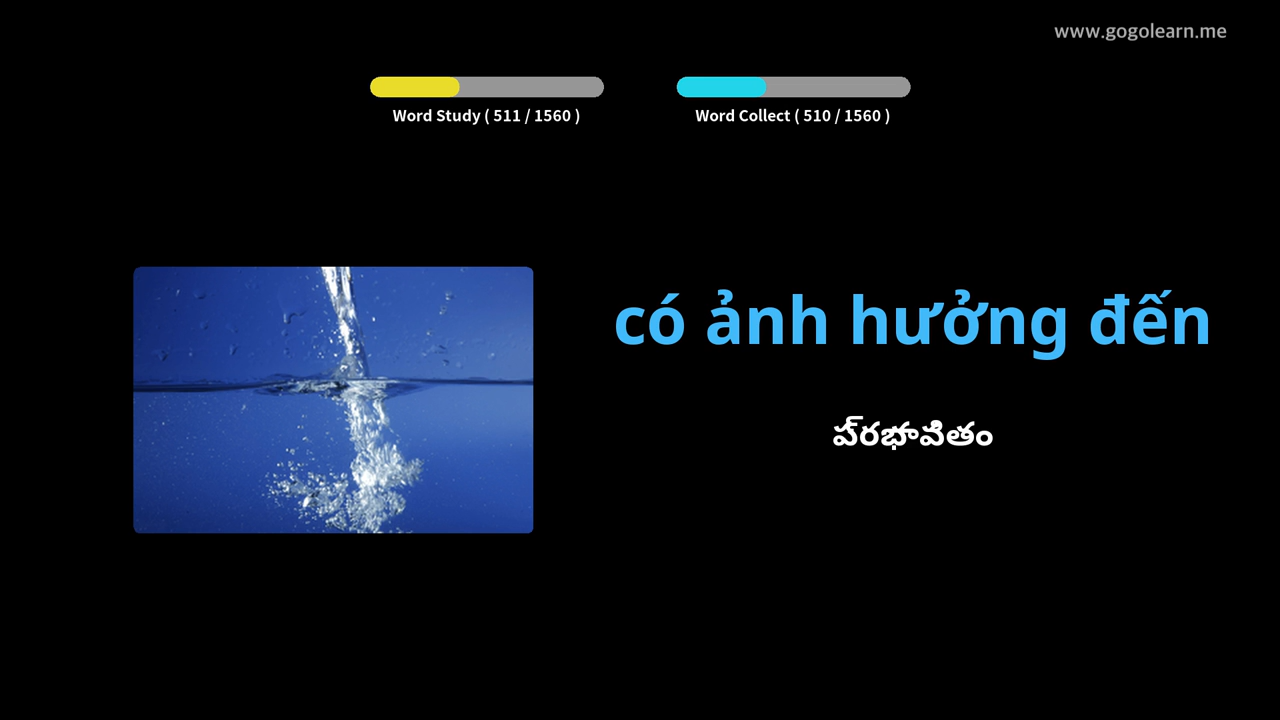 www.gogolearn.me
Word Study ( 511 / 1560 )
Word Collect ( 510 / 1560 )
có ảnh hưởng đến
ప్రభావితం